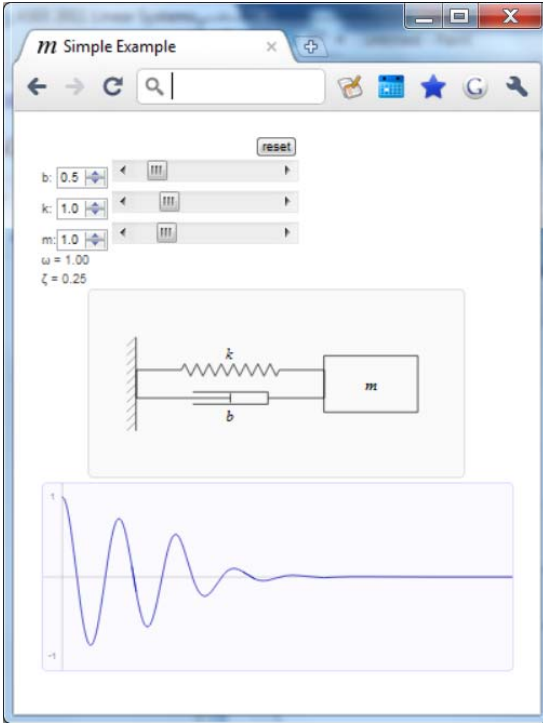 m Simple Example
reset
b: 0.5
k: 1.0
m: 1.0
ω = 1.00
ζ = 0.25
k
m
b
1
-1